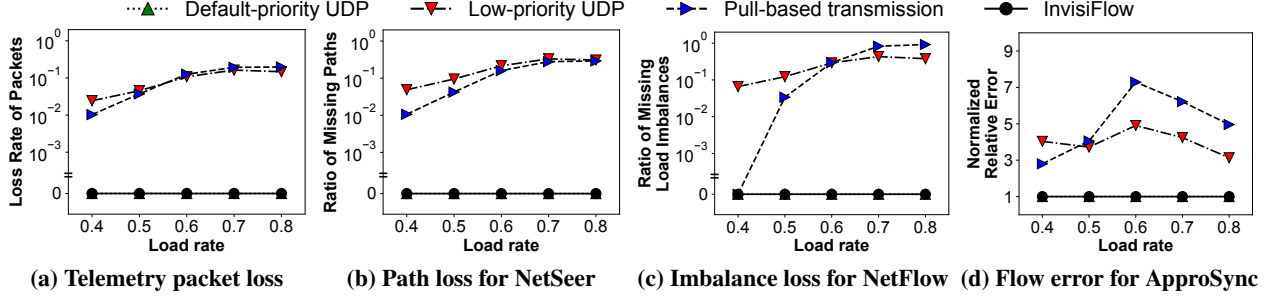 Default-priority UDP Low-priority UDP Pull-based transmission InvisiFlow
Loss Rate of Packets
10^0
10^-1
10^-2
10^-3
0
0.4 0.5 0.6 0.7 0.8
Load rate
(a) Telemetry packet loss
Ratio of Missing Paths
10^0
10^-1
10^-2
10^-3
0
0.4 0.5 0.6 0.7 0.8
Load rate
(b) Path loss for NetSeer
Ratio of Missing
Load Imbalances
10^0
10^-1
10^-2
10^-3
0
0.4 0.5 0.6 0.7 0.8
Load rate
(c) Imbalance loss for NetFlow
Normalized
Relative Error
9
7
5
3
1
0.4 0.5 0.6 0.7 0.8
Load rate
(d) Flow error for ApproSync